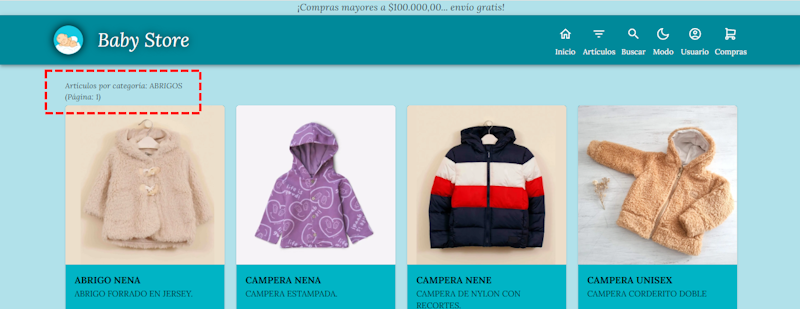 ¡Compras mayores a $100.000,00... envío gratis!
Baby Store
Inicio Artículos Buscar Modo Usuario Compras
Artículos por categoría: ABRIGOS
(Página: 1)
ABRIGO NENA
ABRIGO FORRADO EN JERSEY.
CAMPERA NENA
CAMPERA ESTAMPADA.
CAMPERA NENE
CAMPERA DE NYLON CON
RECORTES.
CAMPERA UNISEX
CAMPERA CORDERITO DOBLE